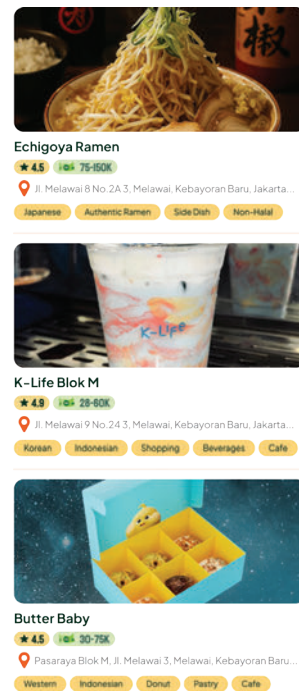 椒
Echigoya Ramen
4.5 75-150K
Jl. Melawai 8 No.2A 3, Melawai, Kebayoran Baru, Jakarta...
Japanese Authentic Ramen Side Dish Non-Halal
K-Life
K-Life Blok M
4.9 28-60K
Jl. Melawai 9 No.24 3, Melawai, Kebayoran Baru, Jakarta...
Korean Indonesian Shopping Beverages Cafe
Butter Baby
4.5 30-75K
Pasaraya Blok M, Jl. Melawai 3, Melawai, Kebayoran Baru...
Western Indonesian Donut Pastry Cafe